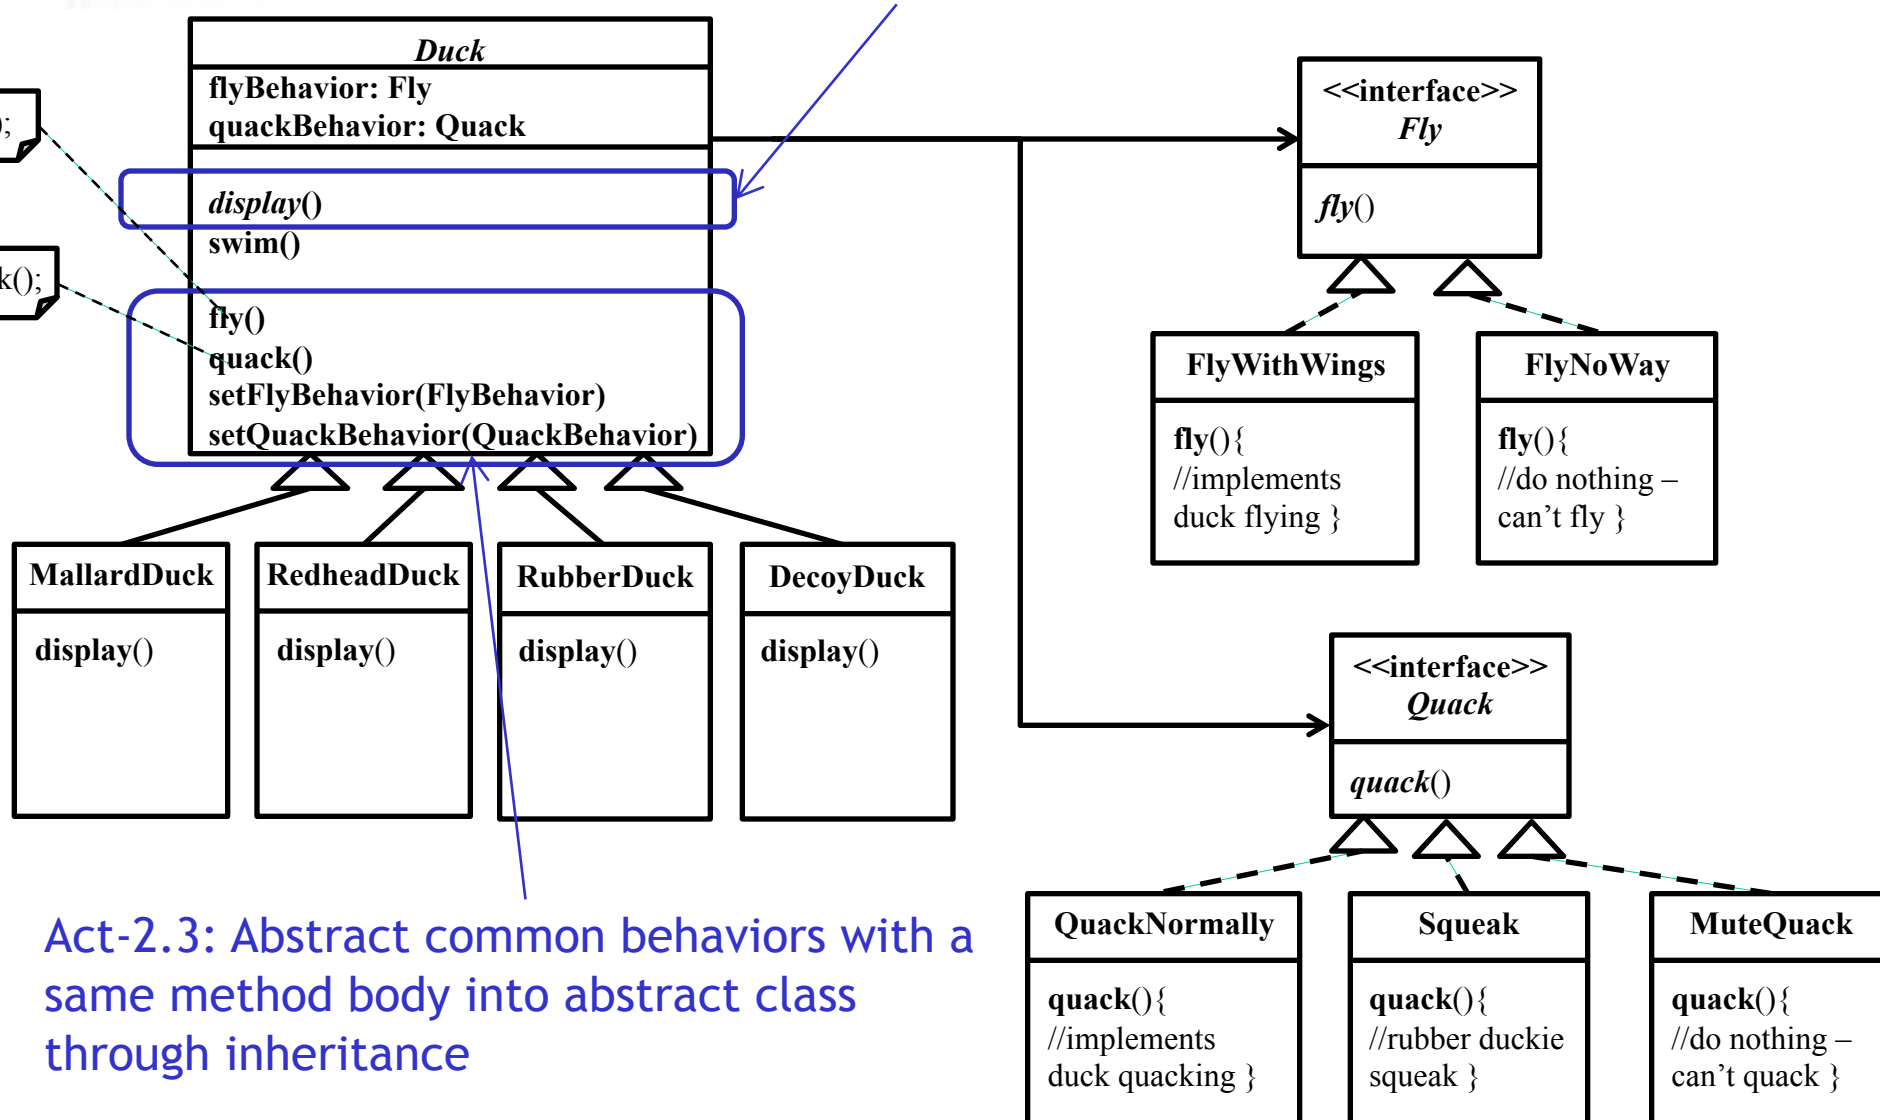 Duck
flyBehavior: Fly
quackBehavior: Quack
display()
swim()
fly()
quack()
setFlyBehavior(FlyBehavior)
setQuackBehavior(QuackBehavior)
);
k();
MallardDuck
display()
RedheadDuck
display()
RubberDuck
display()
DecoyDuck
display()
<<interface>>
Fly
fly()
FlyWithWings
fly(){
//implements
duck flying }
FlyNoWay
fly(){
//do nothing –
can’t fly }
<<interface>>
Quack
quack()
QuackNormally
quack(){
//implements
duck quacking }
Squeak
quack(){
//rubber duckie
squeak }
MuteQuack
quack(){
//do nothing –
can’t quack }
Act-2.3: Abstract common behaviors with a
same method body into abstract class
through inheritance